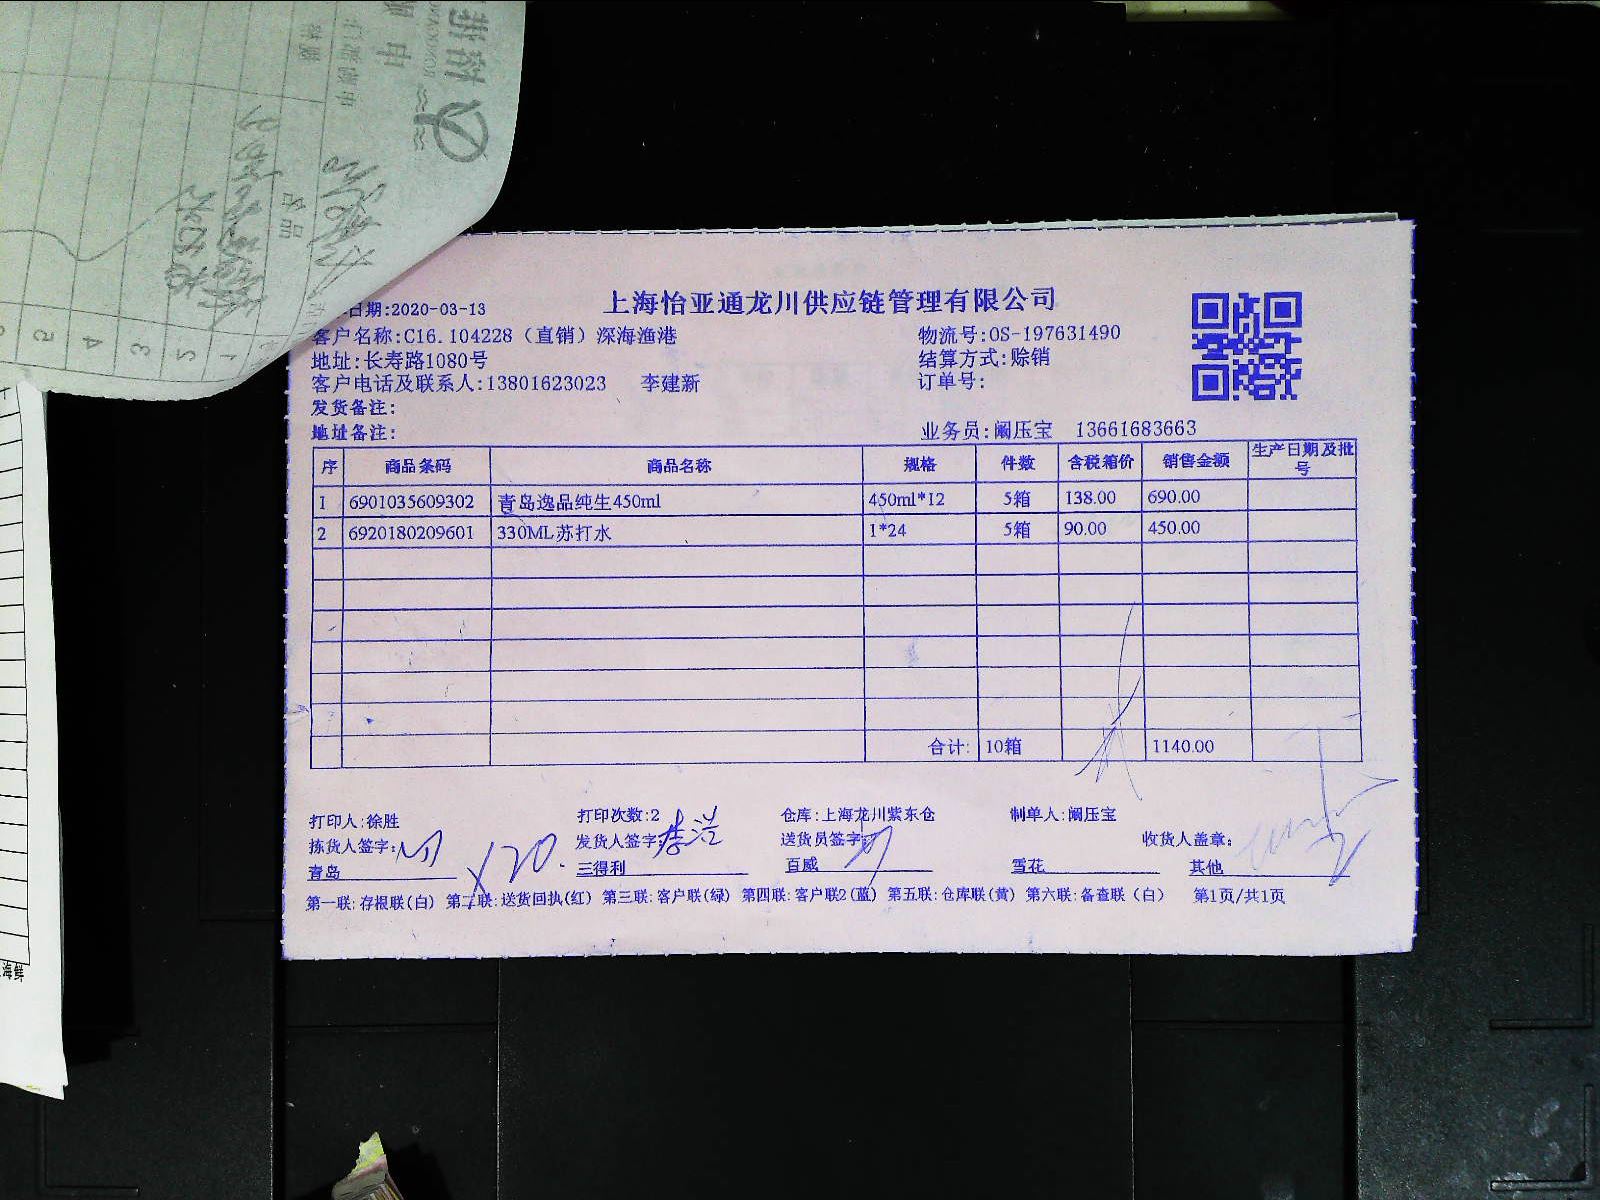 上海怡亚通龙川供应链管理有限公司
日期:2020-03-13
客户名称:C16.104228（直销）深海渔港
物流号:OS-197631490
地址:长寿路1080号
结算方式:赊销
客户电话及联系人:13801623023 李建新
订单号:
发货备注:
地址备注:
业务员:阚压宝 13661683663
序 商品条码 商品名称 规格 件数 含税箱价 销售金额 生产日期及批号
1 6901035609302 青岛逸品纯生450ml 450ml*12 5箱 138.00 690.00
2 6920180209601 330ML苏打水 1*24 5箱 90.00 450.00
合计: 10箱 1140.00
打印人:徐胜 打印次数:2 仓库:上海龙川紫东仓 制单人:阚压宝
拣货人签字: 发货人签字: 送货员签字: 收货人盖章:
青岛 x20. 三得利 百威 雪花 其他
第一联:存根联(白) 第二联:送货回执(红) 第三联:客户联(绿) 第四联:客户联2(蓝) 第五联:仓库联(黄) 第六联:备查联（白） 第1页/共1页
海鲜